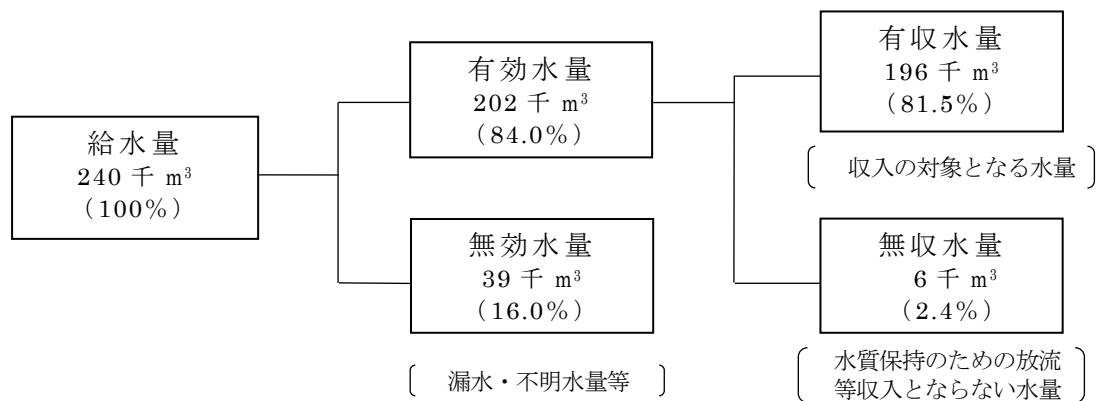 給水量
240 千 m³
(100%)
有効水量
202 千 m³
(84.0%)
無効水量
39 千 m³
(16.0%)
漏水・不明水量等
有収水量
196 千 m³
(81.5%)
収入の対象となる水量
無収水量
6 千 m³
(2.4%)
水質保持のための放流
等収入とならない水量